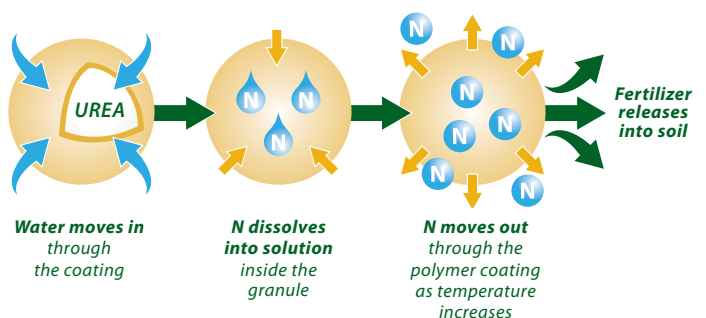 UREA
N
N
N
N
N
N
N
N
N
N
Fertilizer
releases
into soil
Water moves in
through
the coating
N dissolves
into solution
inside the
granule
N moves out
through the
polymer coating
as temperature
increases